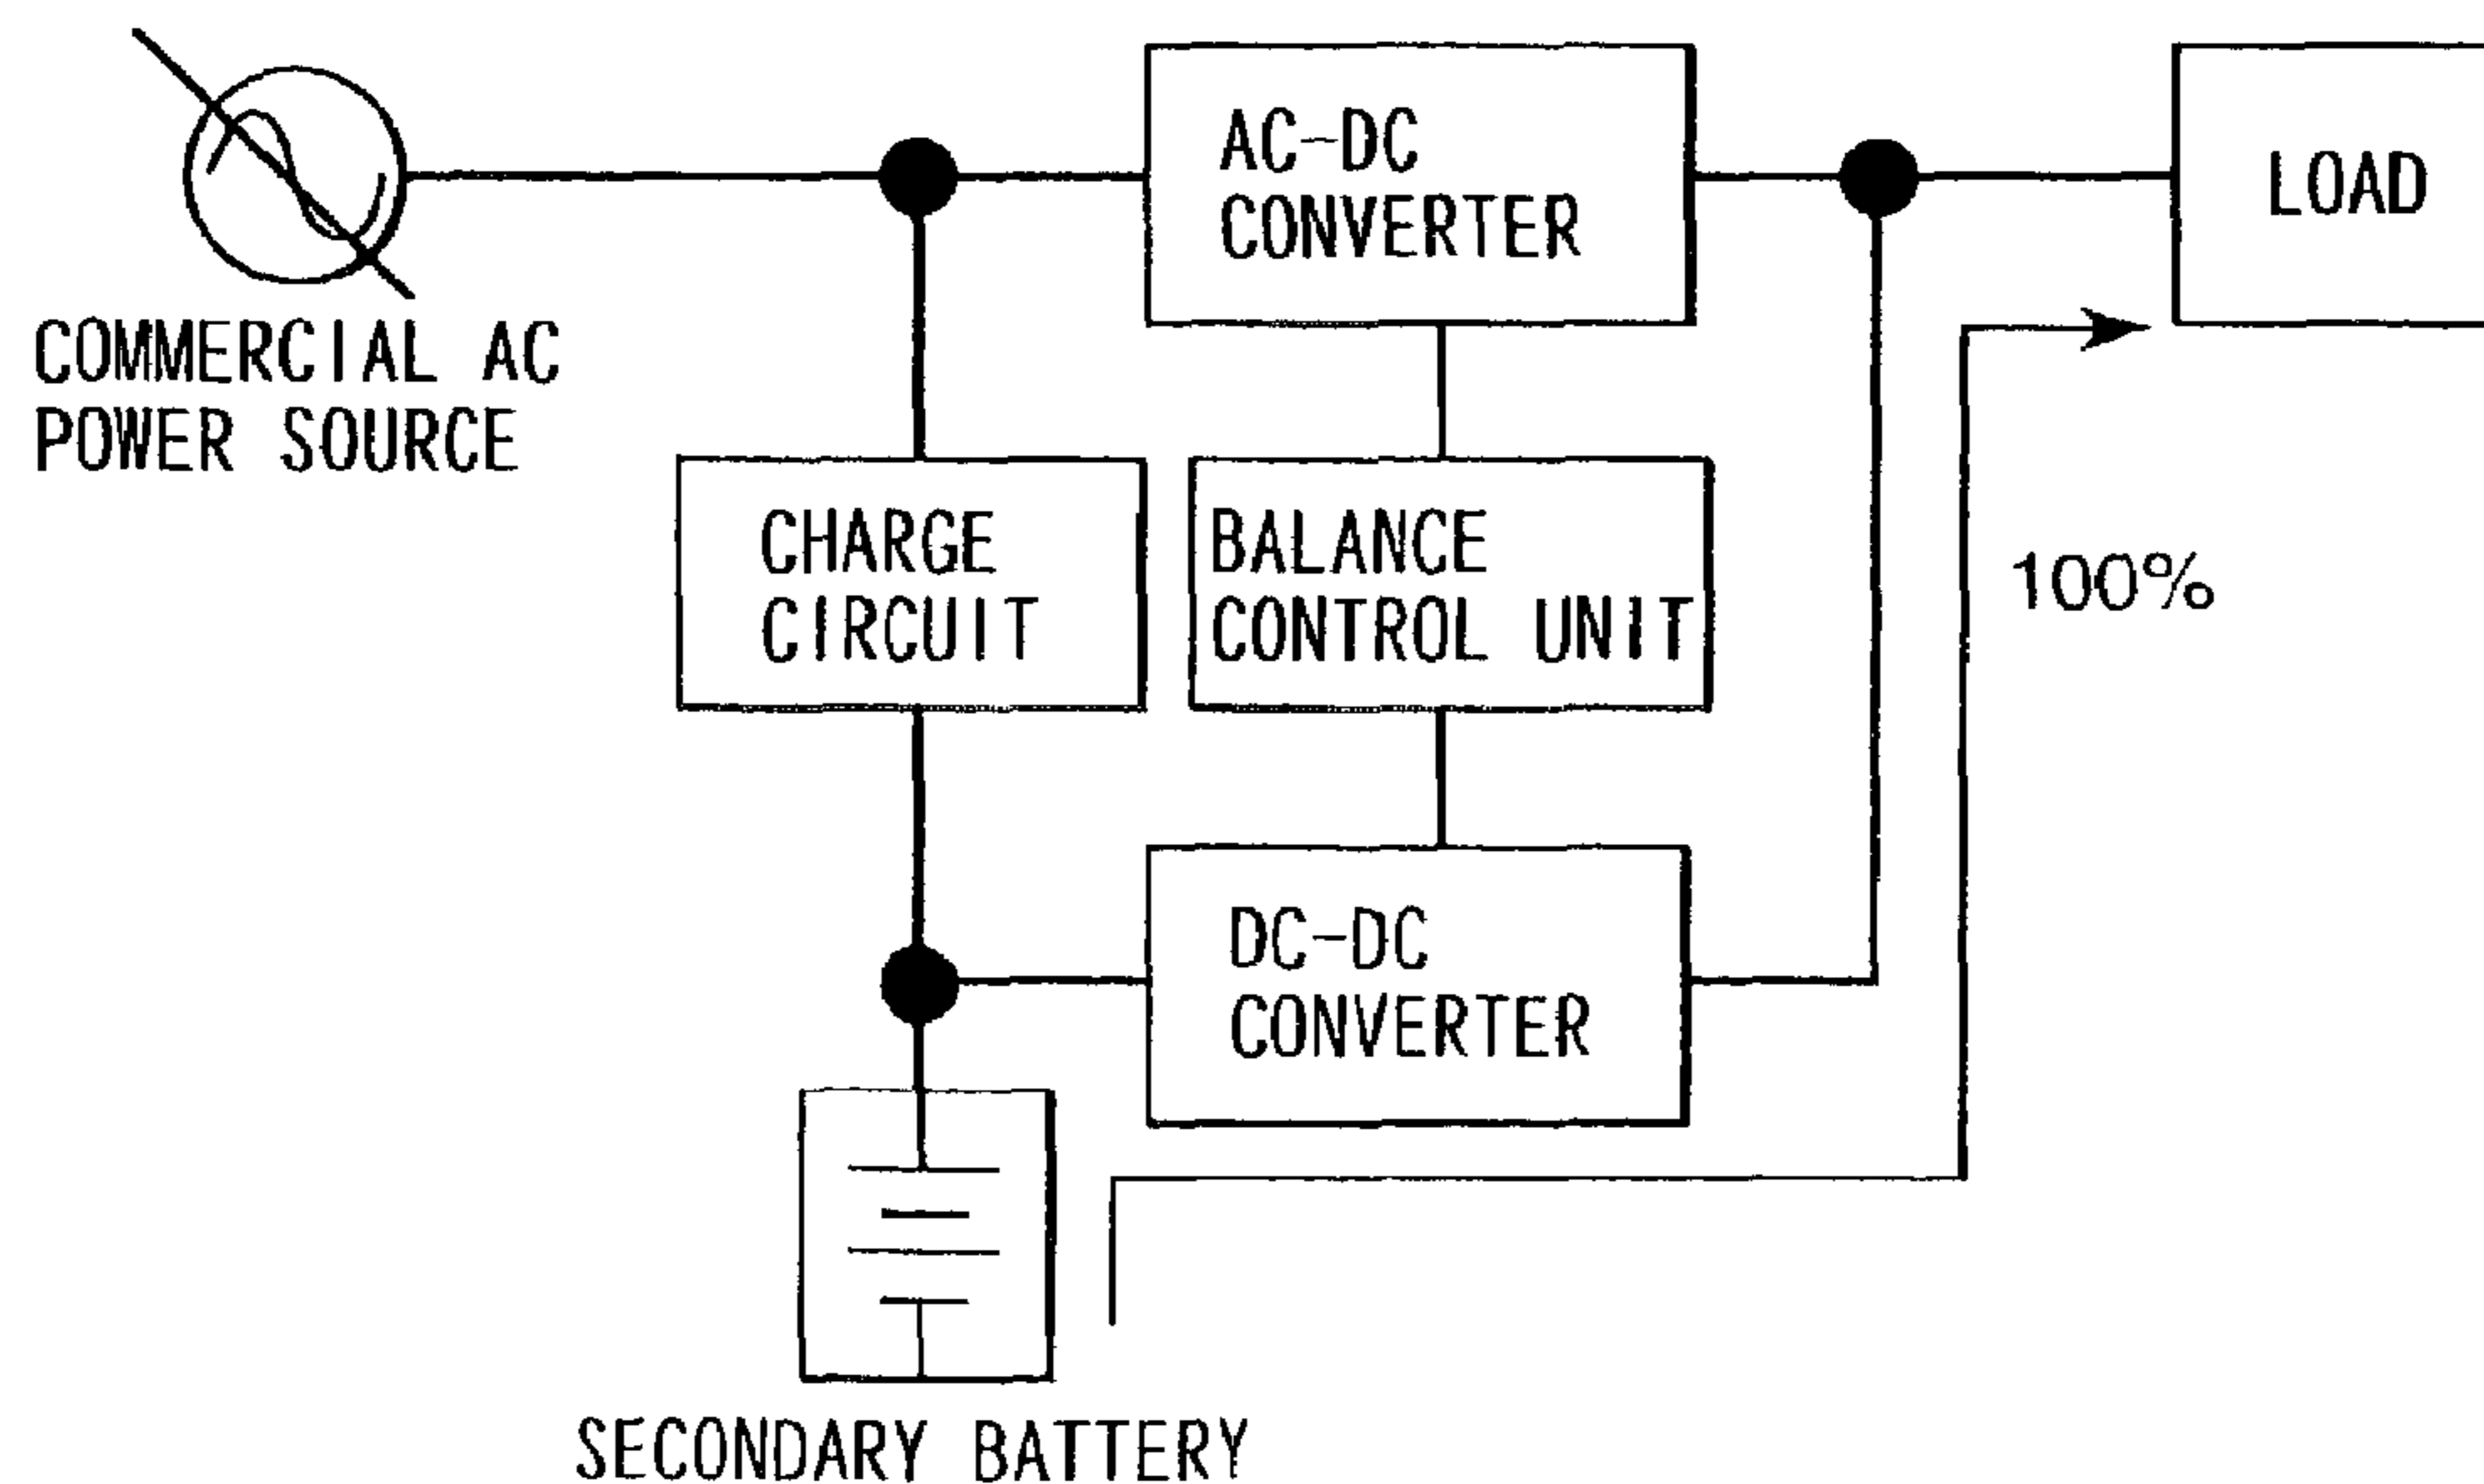 AC-DC
CONVERTER
LOAD
COMMERCIAL AC
POWER SOURCE
CHARGE
CIRCUIT
BALANCE
CONTROL UNIT
100%
DC-DC
CONVERTER
SECONDARY BATTERY